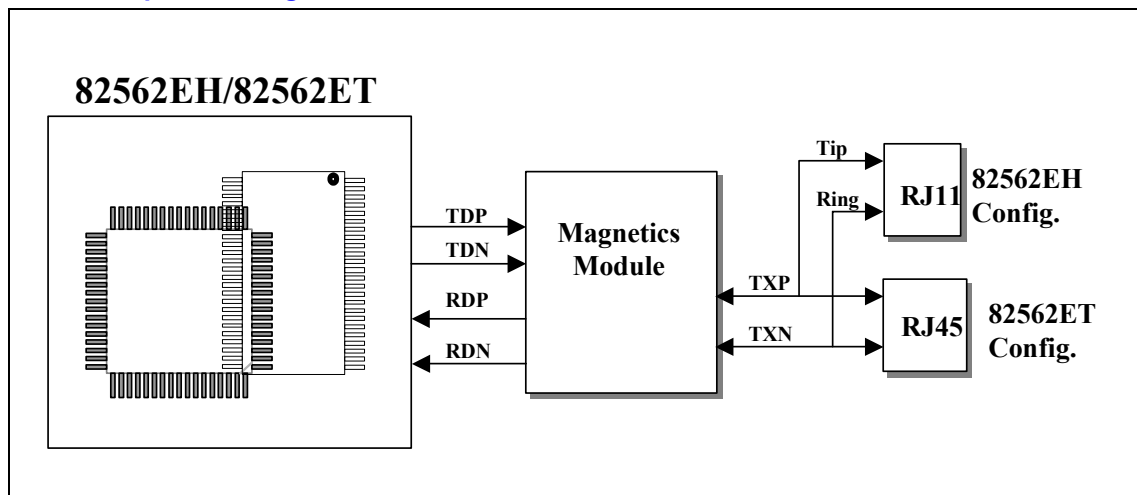 82562EH/82562ET
TDP
TDN
RDP
RDN
Magnetics
Module
TXP
TXN
Tip
Ring
RJ11
82562EH
Config.
RJ45
82562ET
Config.